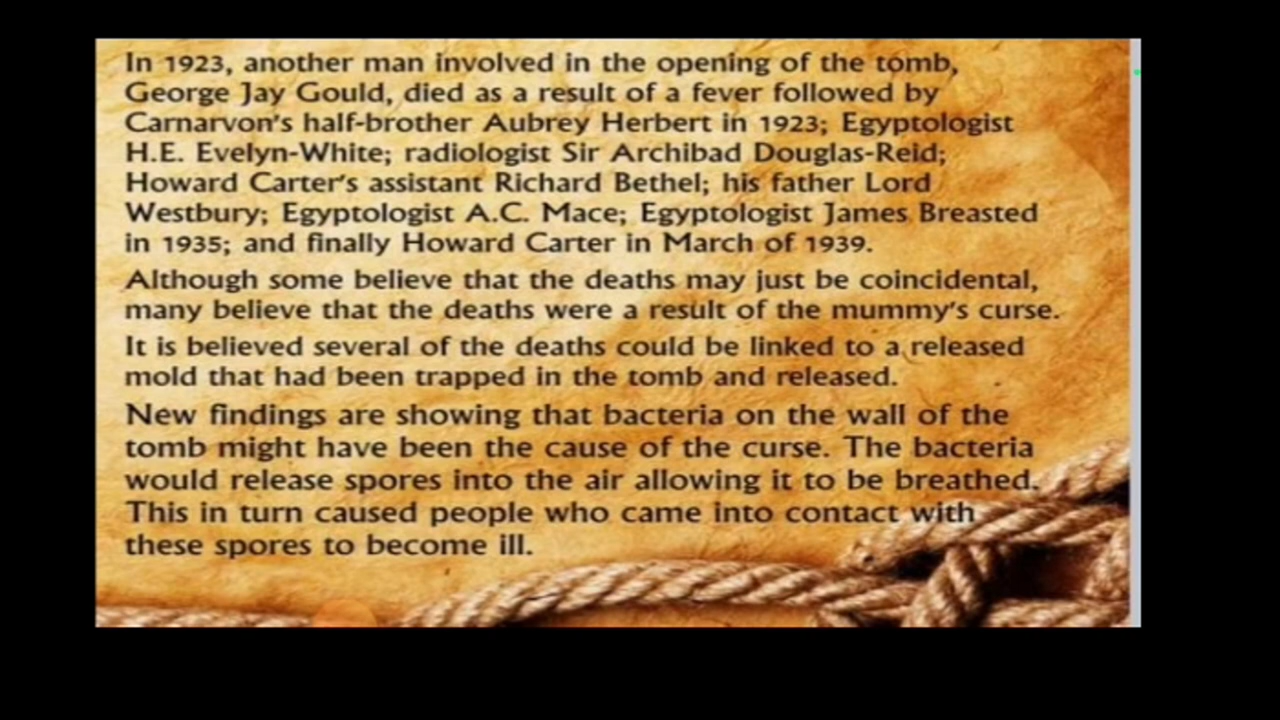 In 1923, another man involved in the opening of the tomb,
George Jay Gould, died as a result of a fever followed by
Carnarvon's half-brother Aubrey Herbert in 1923; Egyptologist
H.E. Evelyn-White; radiologist Sir Archibad Douglas-Reid;
Howard Carter's assistant Richard Bethel; his father Lord
Westbury; Egyptologist A.C. Mace; Egyptologist James Breasted
in 1935; and finally Howard Carter in March of 1939.
Although some believe that the deaths may just be coincidental,
many believe that the deaths were a result of the mummy's curse.
It is believed several of the deaths could be linked to a released
mold that had been trapped in the tomb and released.
New findings are showing that bacteria on the wall of the
tomb might have been the cause of the curse. The bacteria
would release spores into the air allowing it to be breathed.
This in turn caused people who came into contact with
these spores to become ill.